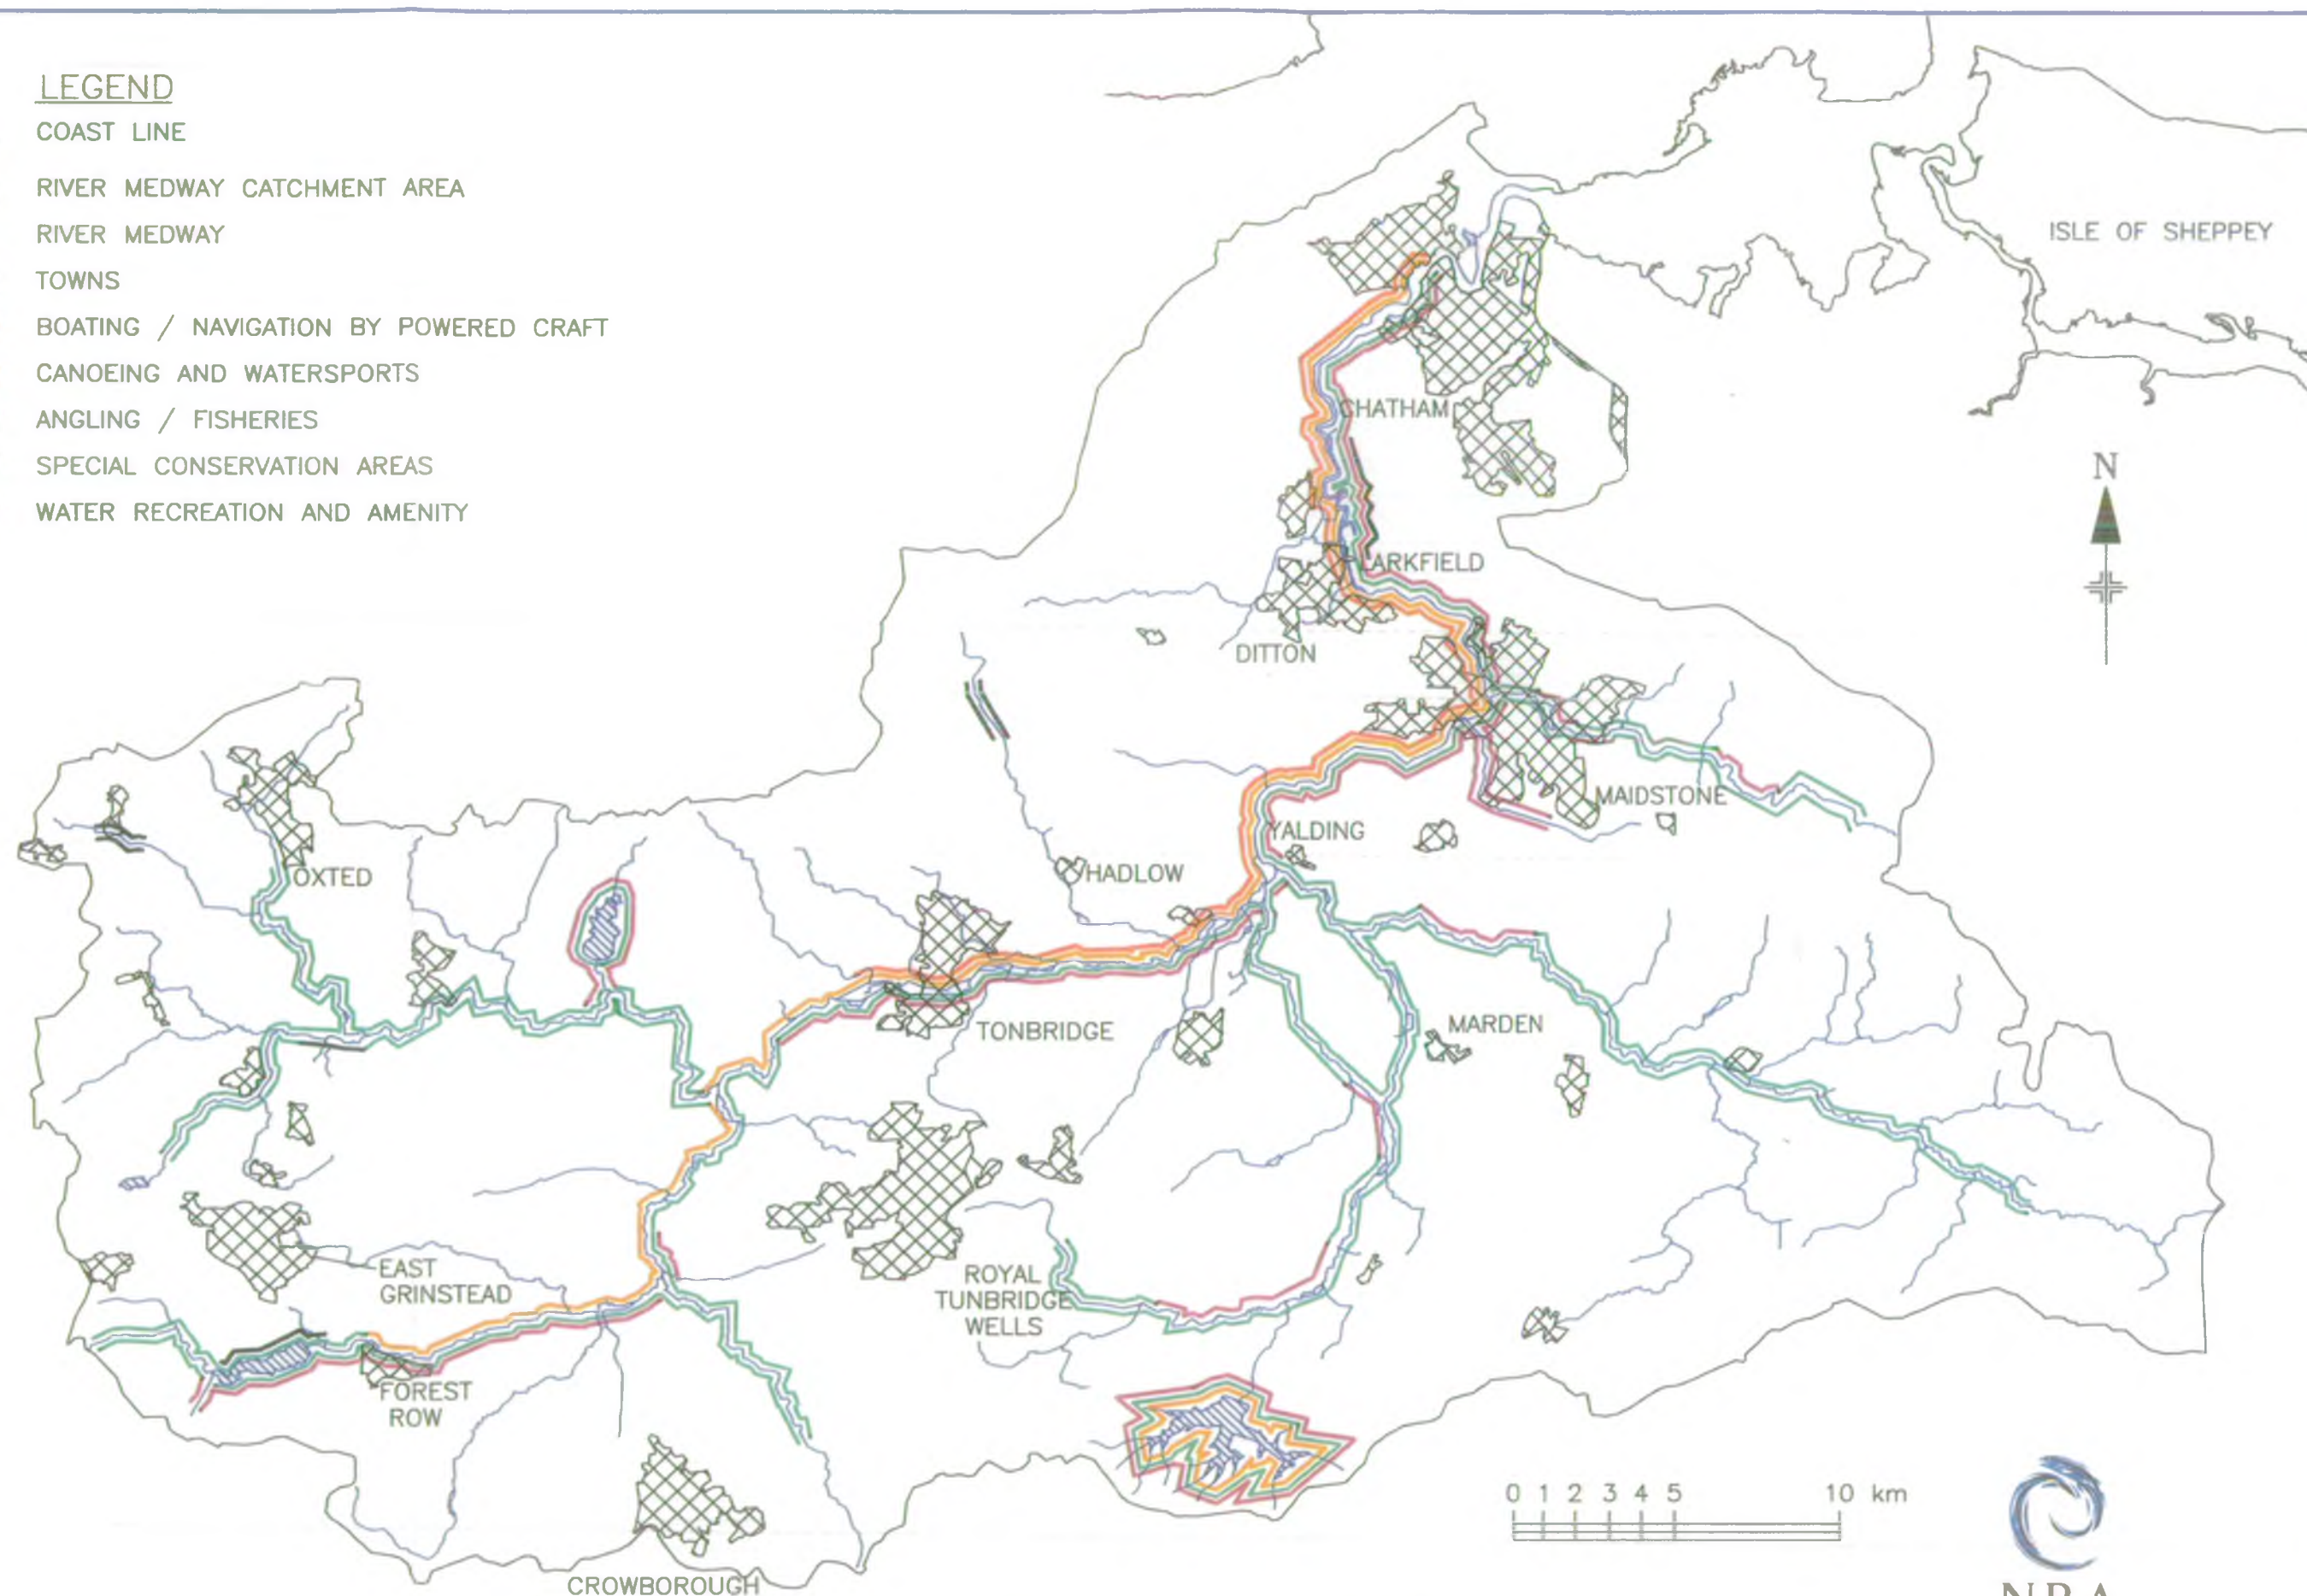 LEGEND
COAST LINE
RIVER MEDWAY CATCHMENT AREA
RIVER MEDWAY
TOWNS
BOATING / NAVIGATION BY POWERED CRAFT
CANOEING AND WATERSPORTS
ANGLING / FISHERIES
SPECIAL CONSERVATION AREAS
WATER RECREATION AND AMENITY
ISLE OF SHEPPEY
CHATHAM
N
LARKFIELD
DITTON
MAIDSTONE
YALDING
HADLOW
OXTED
MARDEN
TONBRIDGE
EAST
GRINSTEAD
ROYAL
TUNBRIDGE
WELLS
FOREST
ROW
0 1 2 3 4 5 10 km
CROWBOROUGH
NRA